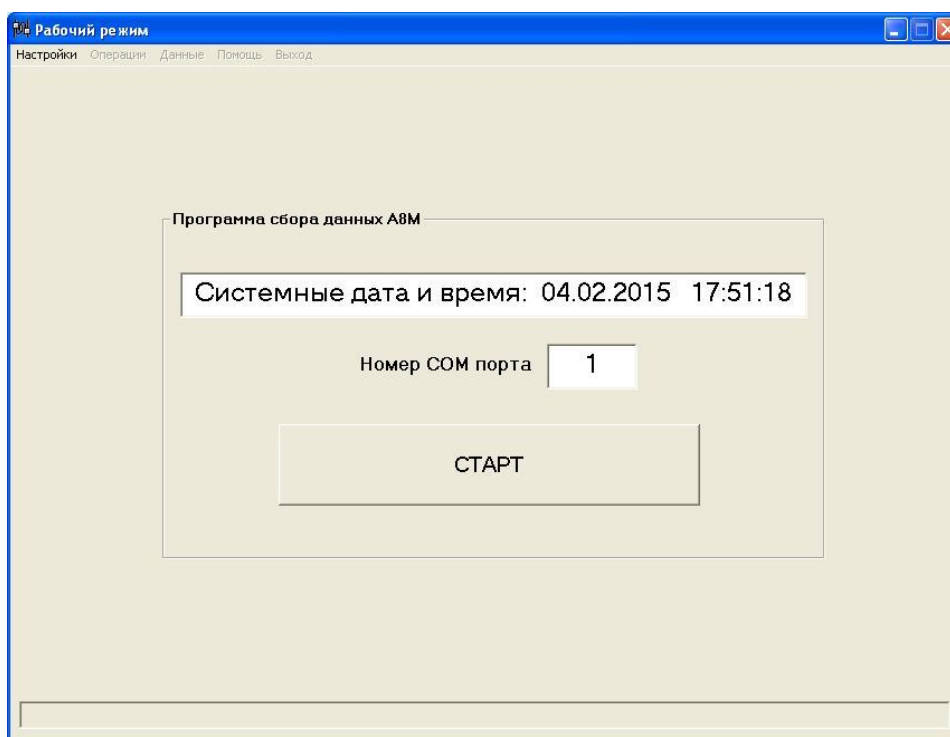 Рабочий режим
Настройки Операции Данные Помощь Выход
Программа сбора данных А8М
Системные дата и время: 04.02.2015 17:51:18
Номер COM порта 1
СТАРТ